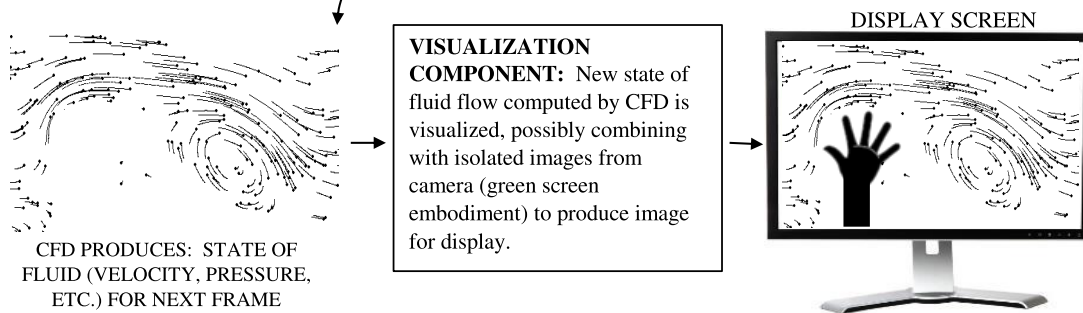 DISPLAY SCREEN
VISUALIZATION
COMPONENT: New state of
fluid flow computed by CFD is
visualized, possibly combining
with isolated images from
camera (green screen
embodiment) to produce image
for display.
CFD PRODUCES: STATE OF
FLUID (VELOCITY, PRESSURE,
ETC.) FOR NEXT FRAME